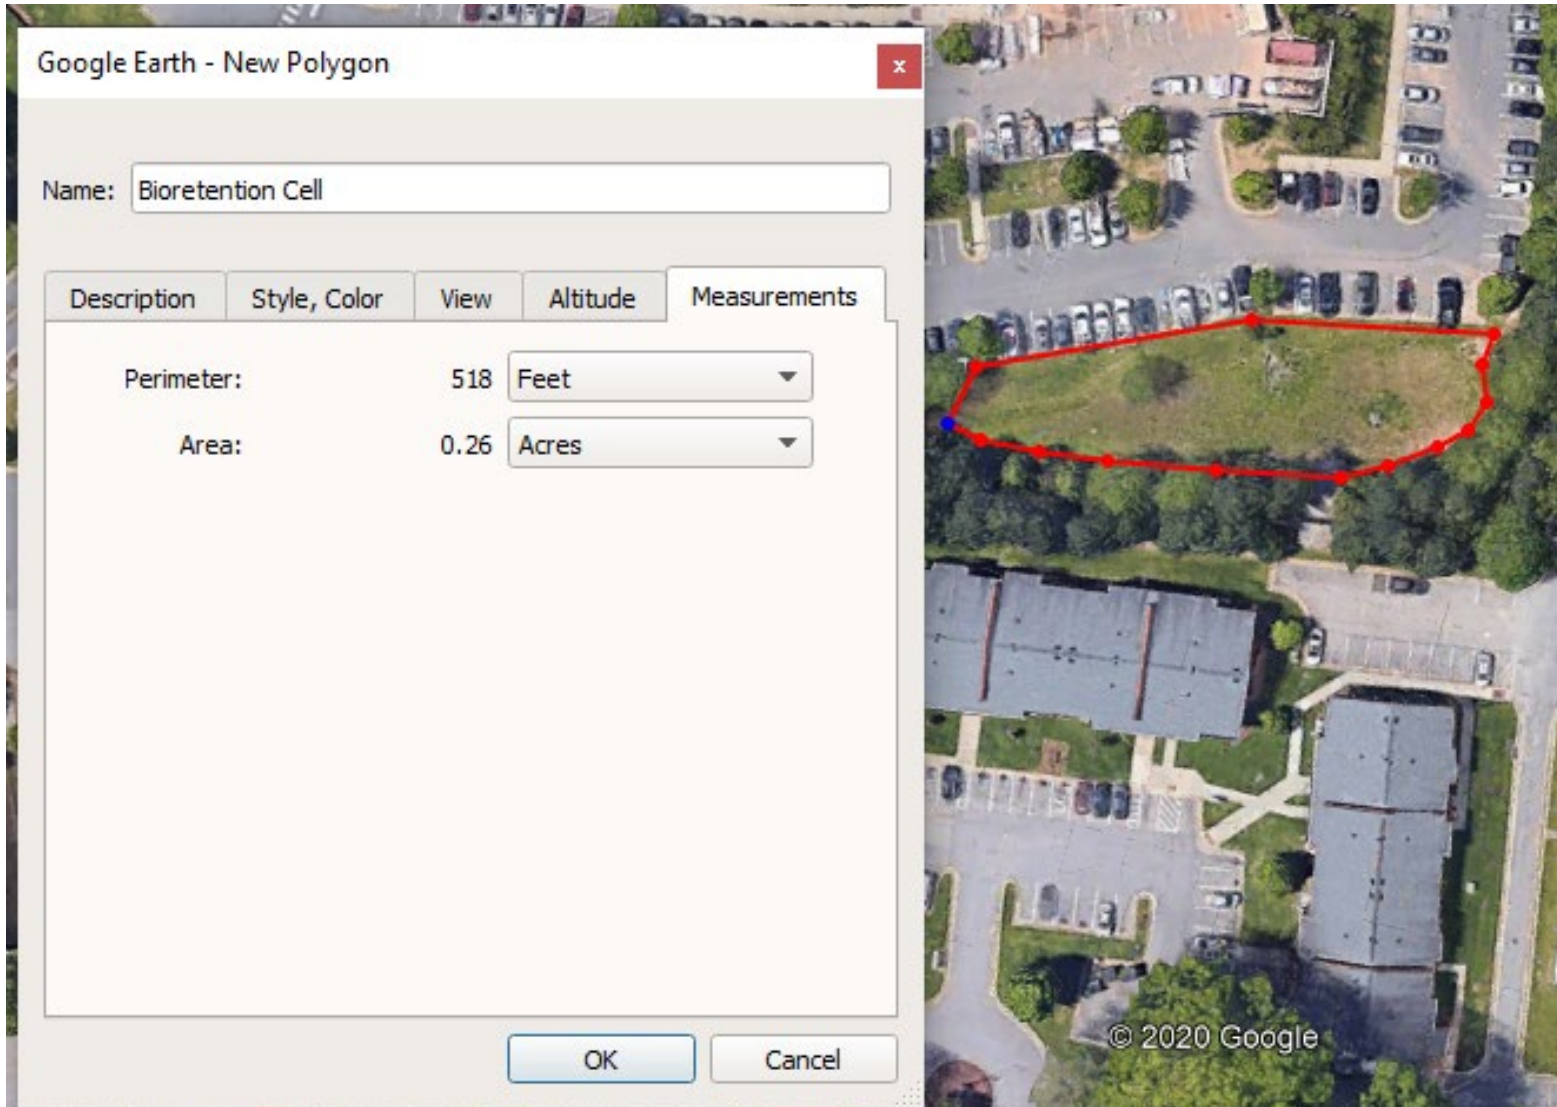 Google Earth - New Polygon
x
Name: Bioretention Cell
Description Style, Color View Altitude Measurements
Perimeter: 518 Feet
Area: 0.26 Acres
OK Cancel
© 2020 Google